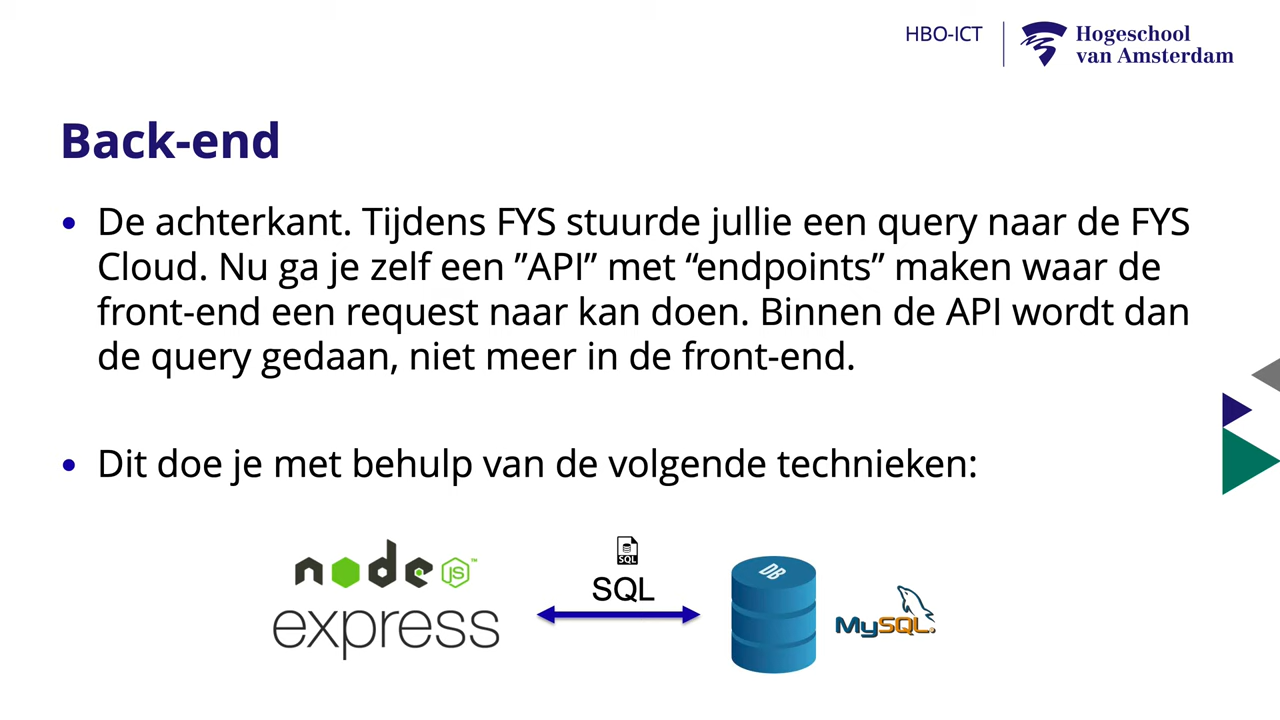 HBO-ICT
Hogeschool
van Amsterdam
Back-end
• De achterkant. Tijdens FYS stuurde jullie een query naar de FYS
Cloud. Nu ga je zelf een ”API” met “endpoints” maken waar de
front-end een request naar kan doen. Binnen de API wordt dan
de query gedaan, niet meer in de front-end.
• Dit doe je met behulp van de volgende technieken:
node JS™
express
SQL
SQL
DB
MySQL.